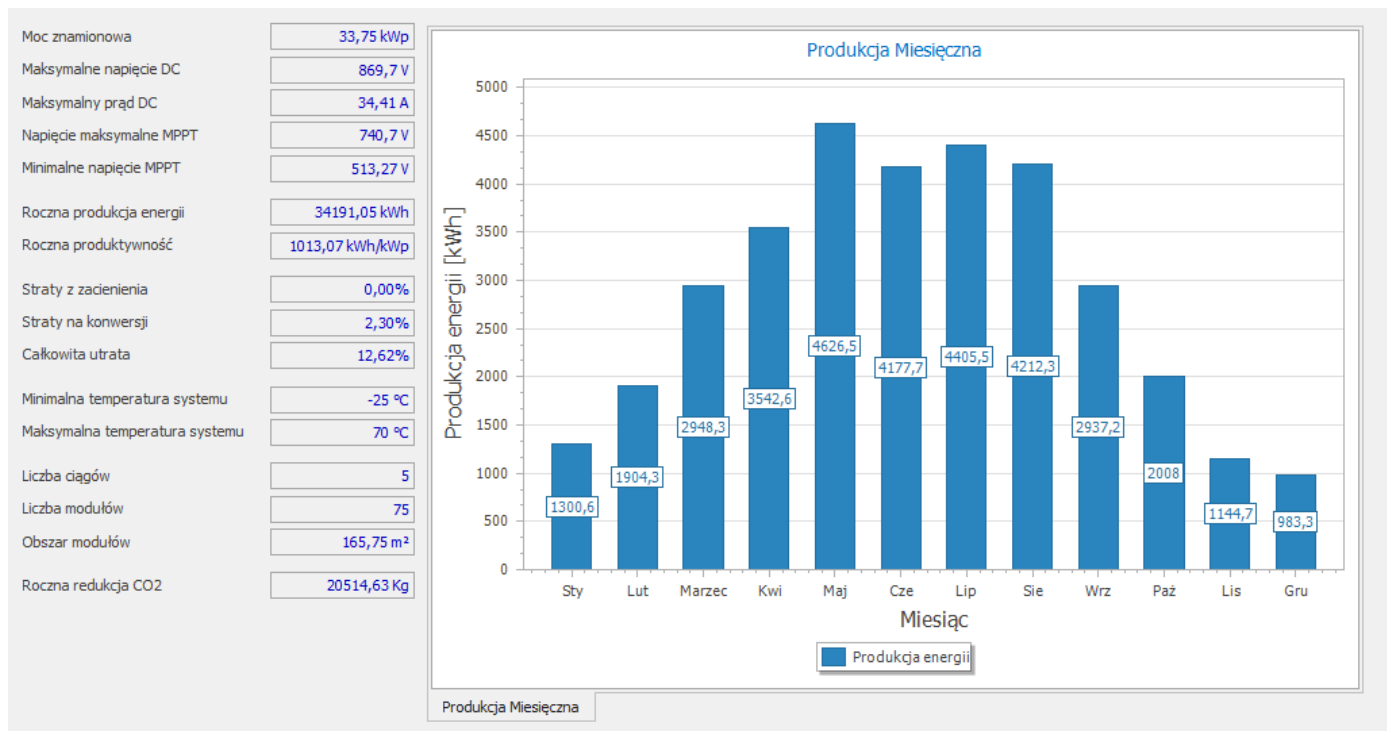 Moc znamionowa 33,75 kWp
Maksymalne napięcie DC 869,7 V
Maksymalny prąd DC 34,41 A
Napięcie maksymalne MPPT 740,7 V
Minimalne napięcie MPPT 513,27 V
Roczna produkcja energii 34191,05 kWh
Roczna produktywność 1013,07 kWh/kWp
Straty z zacienienia 0,00%
Straty na konwersji 2,30%
Całkowita utrata 12,62%
Minimalna temperatura systemu -25 °C
Maksymalna temperatura systemu 70 °C
Liczba ciągów 5
Liczba modułów 75
Obszar modułów 165,75 m²
Roczna redukcja CO2 20514,63 Kg
Produkcja Miesięczna
Produkcja energii [kWh]
5000
4500
4000
3500
3000
2500
2000
1500
1000
500
0
1300,6
1904,3
2948,3
3542,6
4626,5
4177,7
4405,5
4212,3
2937,2
2008
1144,7
983,3
Sty Lut Marzec Kwi Maj Cze Lip Sie Wrz Paź Lis Gru
Miesiąc
Produkcja energii
Produkcja Miesięczna